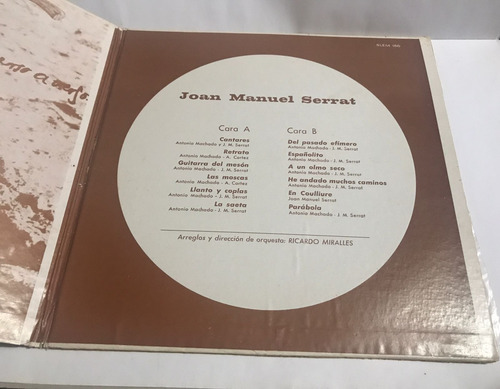 Joan Manuel Serrat
Cara A
Cantares
Antonio Machado y J. M. Serrat
Retrato
Antonio Machado - A. Cortez
Guitarra del mesón
Antonio Machado - J. M. Serrat
Las moscas
Antonio Machado - A. Cortez
Llanto y coplas
Antonio Machado - J. M. Serrat
La saeta
Antonio Machado - J. M. Serrat
Cara B
Del pasado efímero
Antonio Machado - J. M. Serrat
Españolito
Antonio Machado - J. M. Serrat
A un olmo seco
Antonio Machado - J. M. Serrat
He andado muchos caminos
Antonio Machado - J. M. Serrat
En Coulliure
Joan Manuel Serrat
Parábola
Antonio Machado - J. M. Serrat
Arreglos y dirección de orquesta: RICARDO MIRALLES